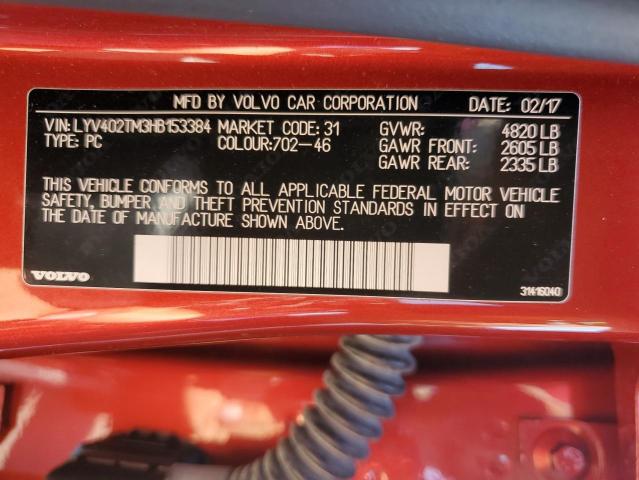 MFD BY VOLVO CAR CORPORATION DATE: 02/17
VIN:LYV402TM3HB153384 MARKET CODE: 31 GVWR: 4820 LB
TYPE: PC COLOUR:702-46 GAWR FRONT: 2605 LB
GAWR REAR: 2335 LB
THIS VEHICLE CONFORMS TO ALL APPLICABLE FEDERAL MOTOR VEHICLE
SAFETY, BUMPER AND THEFT PREVENTION STANDARDS IN EFFECT ON
THE DATE OF MANUFACTURE SHOWN ABOVE.
VOLVO 31416040